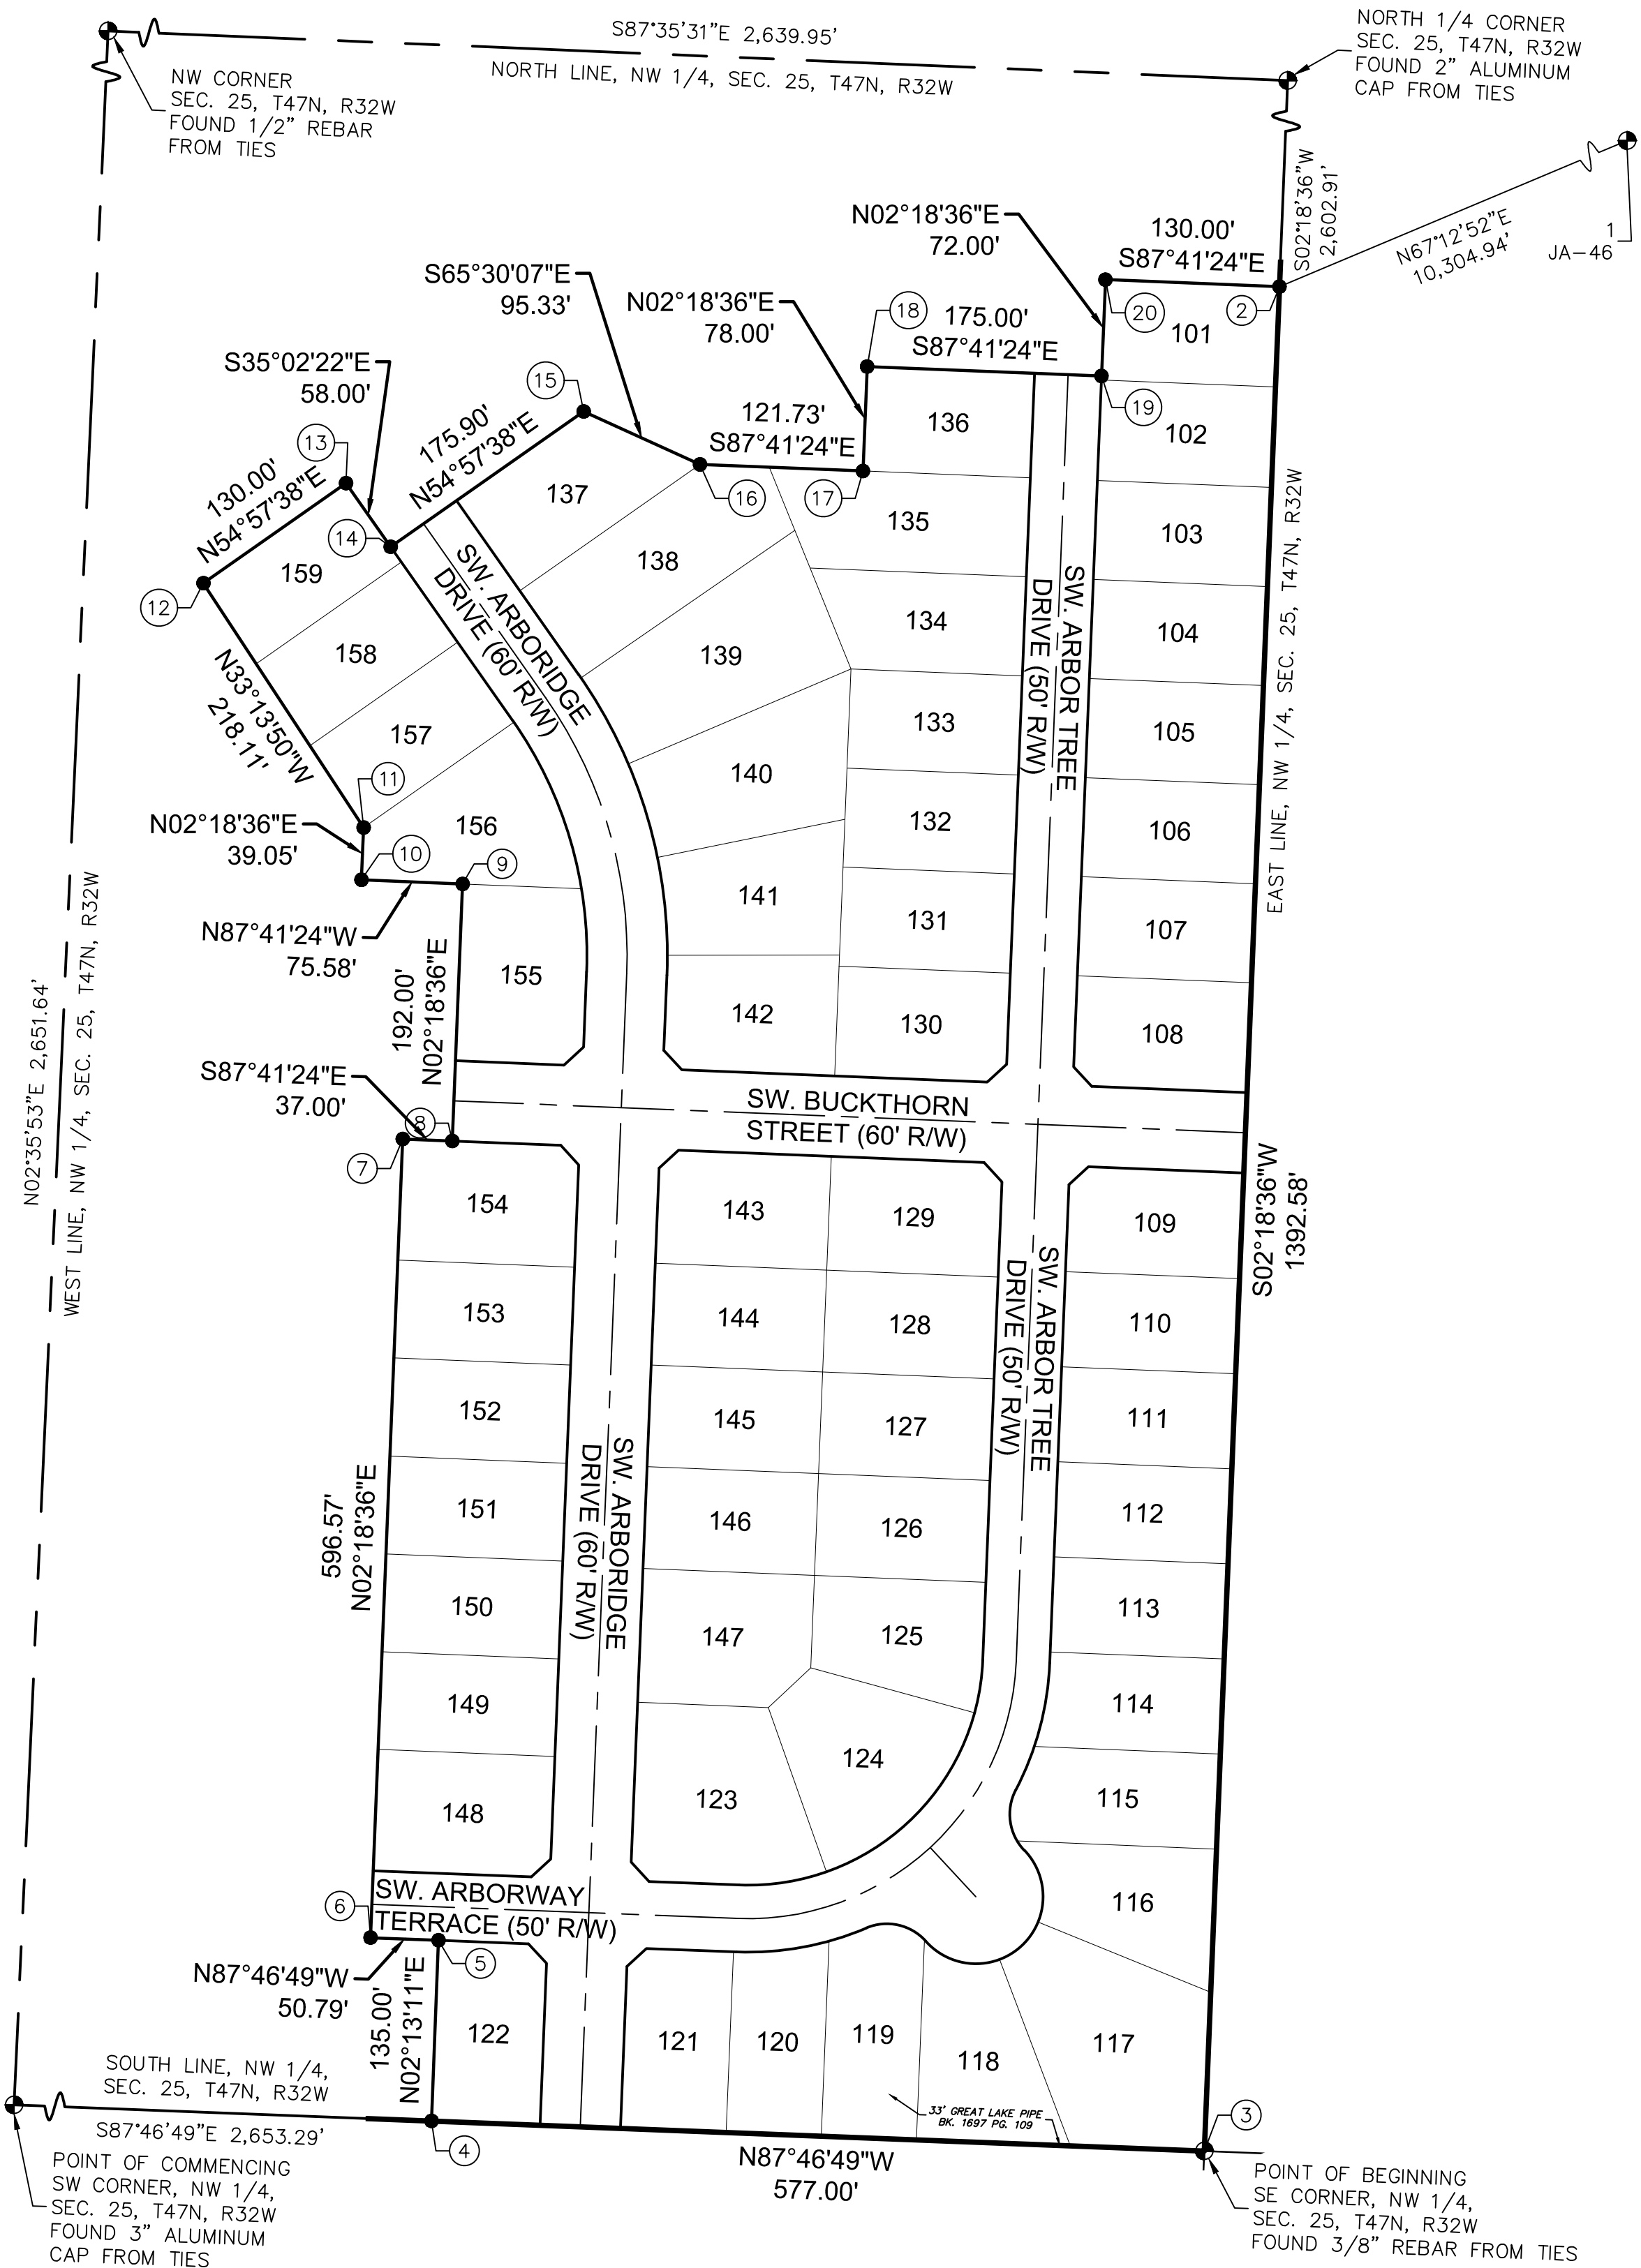 S87°35'31"E 2,639.95'
NORTH LINE, NW 1/4, SEC. 25, T47N, R32W
NORTH 1/4 CORNER
SEC. 25, T47N, R32W
FOUND 2" ALUMINUM
CAP FROM TIES
NW CORNER
SEC. 25, T47N, R32W
FOUND 1/2" REBAR
FROM TIES
S02°18'36"W
2,602.91'
N67°12'52"E
10,304.94'
1
JA-46
N02°18'36"E
72.00'
130.00'
S87°41'24"E
S65°30'07"E
95.33'
N02°18'36"E
78.00'
18
175.00'
S87°41'24"E
20
2
101
S35°02'22"E
58.00'
15
121.73'
S87°41'24"E
136
19
102
13
175.90'
N54°57'38"E
130.00'
N54°57'38"E
14
137
16
17
135
103
159
138
12
SW. ARBORIDGE
DRIVE (60' R/W)
SW. ARBOR TREE
DRIVE (50' R/W)
EAST LINE, NW 1/4, SEC. 25, T47N, R32W
134
104
158
139
N33°13'50"W
218.11'
157
133
105
11
140
N02°18'36"E
39.05'
10
9
156
132
106
N87°41'24"W
75.58'
141
131
107
192.00'
N02°18'36"E
155
142
130
108
N02°35'53"E 2,651.64'
WEST LINE, NW 1/4, SEC. 25, T47N, R32W
S87°41'24"E
37.00'
8
7
SW. BUCKTHORN
STREET (60' R/W)
S02°18'36"W
1392.58'
154
143
129
109
153
144
128
110
SW. ARBOR TREE
DRIVE (50' R/W)
152
145
127
111
596.57'
N02°18'36"E
SW. ARBORIDGE
DRIVE (60' R/W)
151
146
126
112
150
147
125
113
149
114
124
148
123
115
SW. ARBORWAY
TERRACE (50' R/W)
6
116
5
N87°46'49"W
50.79'
135.00'
N02°13'11"E
122
121
120
119
118
117
33' GREAT LAKE PIPE
BK. 1697 PG. 109
SOUTH LINE, NW 1/4,
SEC. 25, T47N, R32W
S87°46'49"E 2,653.29'
4
3
N87°46'49"W
577.00'
POINT OF COMMENCING
SW CORNER, NW 1/4,
SEC. 25, T47N, R32W
FOUND 3" ALUMINUM
CAP FROM TIES
POINT OF BEGINNING
SE CORNER, NW 1/4,
SEC. 25, T47N, R32W
FOUND 3/8" REBAR FROM TIES